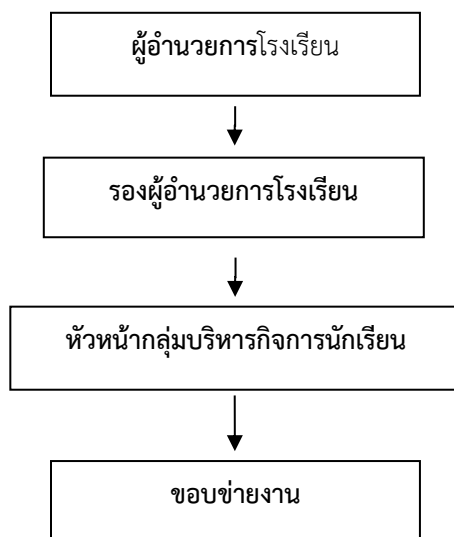 ผู้อำนวยการโรงเรียน
รองผู้อำนวยการโรงเรียน
หัวหน้ากลุ่มบริหารกิจการนักเรียน
ขอบข่ายงาน